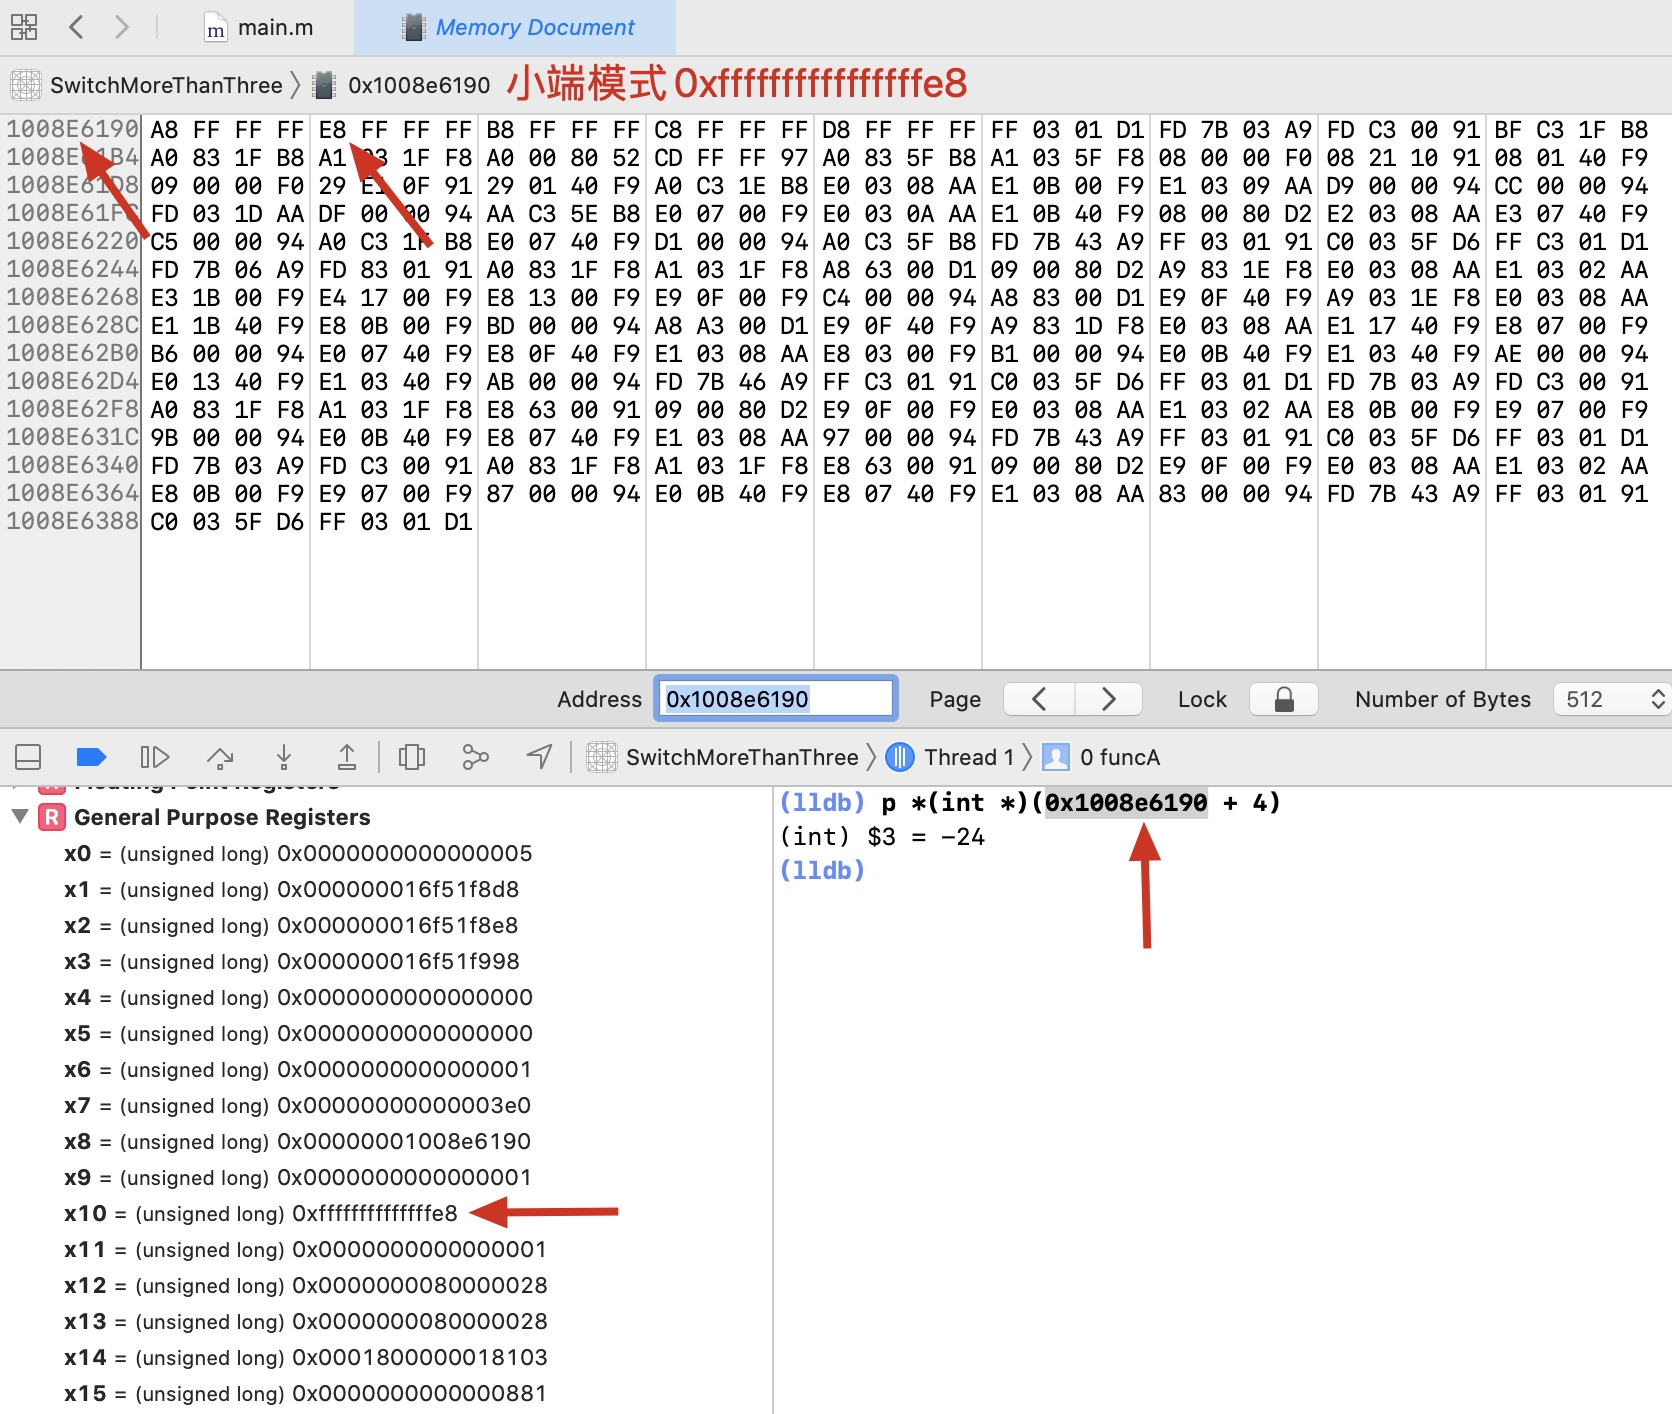 main.m
Memory Document
SwitchMoreThanThree 〉 0x1008e6190 小端模式 0xffffffffffffffffe8
1008E6190 A8 FF FF FF E8 FF FF FF B8 FF FF FF C8 FF FF FF D8 FF FF FF FF 03 01 D1 FD 7B 03 A9 FD C3 00 91 BF C3 1F B8
1008E61B4 A0 83 1F B8 A1 03 1F F8 A0 00 80 52 CD FF FF 97 A0 83 5F B8 A1 03 5F F8 08 00 00 F0 08 21 10 91 08 01 40 F9
1008E61D8 09 00 00 F0 29 E1 0F 91 29 01 40 F9 A0 C3 1E B8 E0 03 08 AA E1 0B 00 F9 E1 03 09 AA D9 00 00 94 CC 00 00 94
1008E61FC FD 03 1D AA DF 00 00 94 AA C3 5E B8 E0 07 00 F9 E0 03 0A AA E1 0B 40 F9 08 00 80 D2 E2 03 08 AA E3 07 40 F9
1008E6220 C5 00 00 94 A0 C3 1F B8 E0 07 40 F9 D1 00 00 94 A0 C3 5F B8 FD 7B 43 A9 FF 03 01 91 C0 03 5F D6 FF C3 01 D1
1008E6244 FD 7B 06 A9 FD 83 01 91 A0 83 1F F8 A1 03 1F F8 A8 63 00 D1 09 00 80 D2 A9 83 1E F8 E0 03 08 AA E1 03 02 AA
1008E6268 E3 1B 00 F9 E4 17 00 F9 E8 13 00 F9 E9 0F 00 F9 C4 00 00 94 A8 83 00 D1 E9 0F 40 F9 A9 03 1E F8 E0 03 08 AA
1008E628C E1 1B 40 F9 E8 0B 00 F9 BD 00 00 94 A8 A3 00 D1 E9 0F 40 F9 A9 83 1D F8 E0 03 08 AA E1 17 40 F9 E8 07 00 F9
1008E62B0 B6 00 00 94 E0 07 40 F9 E8 0F 40 F9 E1 03 08 AA E8 03 00 F9 B1 00 00 94 E0 0B 40 F9 E1 03 40 F9 AE 00 00 94
1008E62D4 E0 13 40 F9 E1 03 40 F9 AB 00 00 94 FD 7B 46 A9 FF C3 01 91 C0 03 5F D6 FF 03 01 D1 FD 7B 03 A9 FD C3 00 91
1008E62F8 A0 83 1F F8 A1 03 1F F8 E8 63 00 91 09 00 80 D2 E9 0F 00 F9 E0 03 08 AA E1 03 02 AA E8 0B 00 F9 E9 07 00 F9
1008E631C 9B 00 00 94 E0 0B 40 F9 E8 07 40 F9 E1 03 08 AA 97 00 00 94 FD 7B 43 A9 FF 03 01 91 C0 03 5F D6 FF 03 01 D1
1008E6340 FD 7B 03 A9 FD C3 00 91 A0 83 1F F8 A1 03 1F F8 E8 63 00 91 09 00 80 D2 E9 0F 00 F9 E0 03 08 AA E1 03 02 AA
1008E6364 E8 0B 00 F9 E9 07 00 F9 87 00 00 94 E0 0B 40 F9 E8 07 40 F9 E1 03 08 AA 83 00 00 94 FD 7B 43 A9 FF 03 01 91
1008E6388 C0 03 5F D6 FF 03 01 D1
Address 0x1008e6190 Page Lock Number of Bytes 512
SwitchMoreThanThree 〉 Thread 1 〉 0 funcA
Floating Point Registers
General Purpose Registers
x0 = (unsigned long) 0x0000000000000005
x1 = (unsigned long) 0x000000016f51f8d8
x2 = (unsigned long) 0x000000016f51f8e8
x3 = (unsigned long) 0x000000016f51f998
x4 = (unsigned long) 0x0000000000000000
x5 = (unsigned long) 0x0000000000000000
x6 = (unsigned long) 0x0000000000000001
x7 = (unsigned long) 0x00000000000003e0
x8 = (unsigned long) 0x00000001008e6190
x9 = (unsigned long) 0x0000000000000001
x10 = (unsigned long) 0xffffffffffffffe8
x11 = (unsigned long) 0x0000000000000001
x12 = (unsigned long) 0x0000000080000028
x13 = (unsigned long) 0x0000000080000028
x14 = (unsigned long) 0x0001800000018103
x15 = (unsigned long) 0x0000000000000881
(lldb) p *(int *)(0x1008e6190 + 4)
(int) $3 = -24
(lldb)